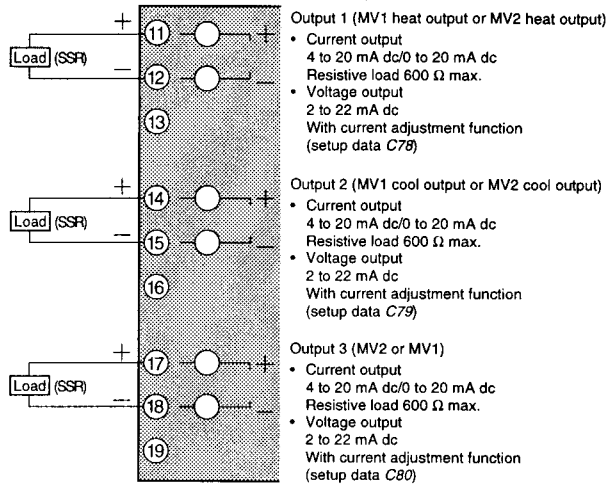 Output 1 (MV1 heat output or MV2 heat output)
+ 11 +
• Current output
4 to 20 mA dc/0 to 20 mA dc
Load (SSR)
Resistive load 600 Ω max.
− 12 −
• Voltage output
2 to 22 mA dc
13
With current adjustment function
(setup data C78)
Output 2 (MV1 cool output or MV2 cool output)
+ 14 +
• Current output
4 to 20 mA dc/0 to 20 mA dc
Load (SSR)
Resistive load 600 Ω max.
− 15 −
• Voltage output
2 to 22 mA dc
16
With current adjustment function
(setup data C79)
Output 3 (MV2 or MV1)
+ 17 +
• Current output
4 to 20 mA dc/0 to 20 mA dc
Load (SSR)
Resistive load 600 Ω max.
− 18 −
• Voltage output
2 to 22 mA dc
19
With current adjustment function
(setup data C80)